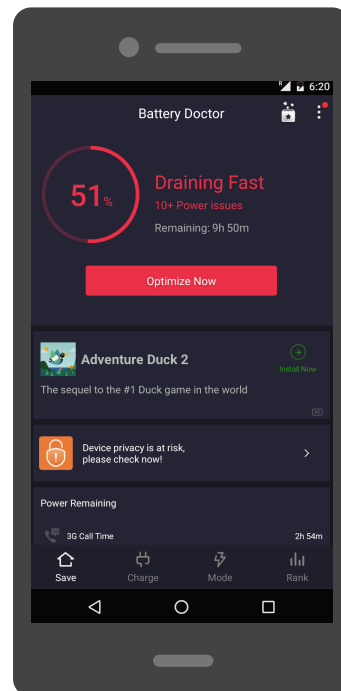 R 6:20
Battery Doctor
51%
Draining Fast
10+ Power issues
Remaining: 9h 50m
Optimize Now
Adventure Duck 2
Install Now
The sequel to the #1 Duck game in the world
AD
Device privacy is at risk,
please check now!
Power Remaining
3G Call Time 2h 54m
Save Charge Mode Rank